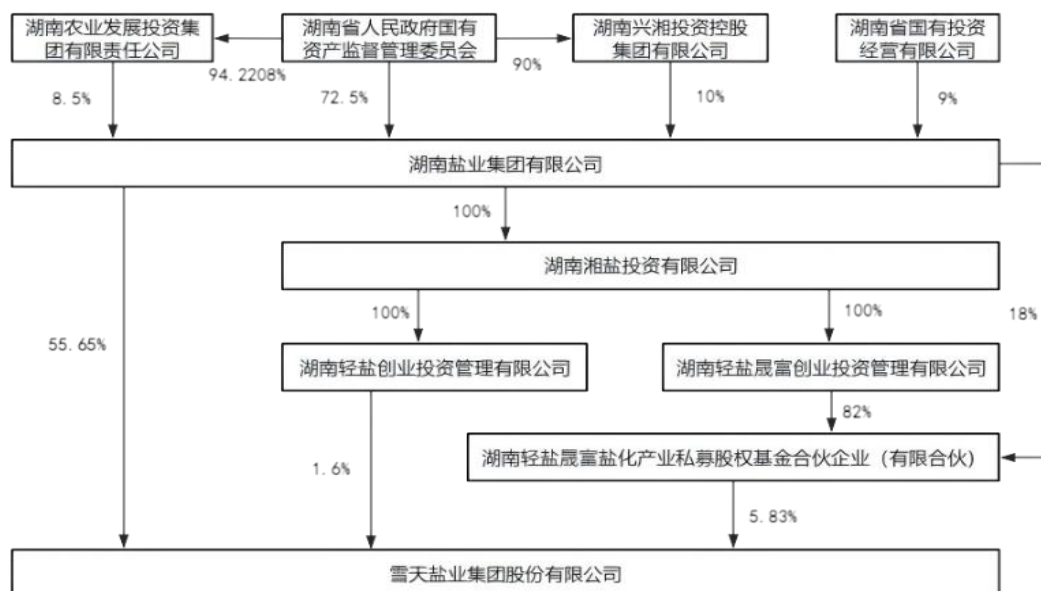 湖南农业发展投资集
团有限责任公司
湖南省人民政府国有
资产监督管理委员会
湖南兴湘投资控股
集团有限公司
湖南省国有投资
经营有限公司
94.2208%
90%
8.5%
72.5%
10%
9%
湖南盐业集团有限公司
100%
湖南湘盐投资有限公司
100%
100%
18%
55.65%
湖南轻盐创业投资管理有限公司
湖南轻盐晟富创业投资管理有限公司
82%
湖南轻盐晟富盐化产业私募股权基金合伙企业（有限合伙）
1.6%
5.83%
雪天盐业集团股份有限公司